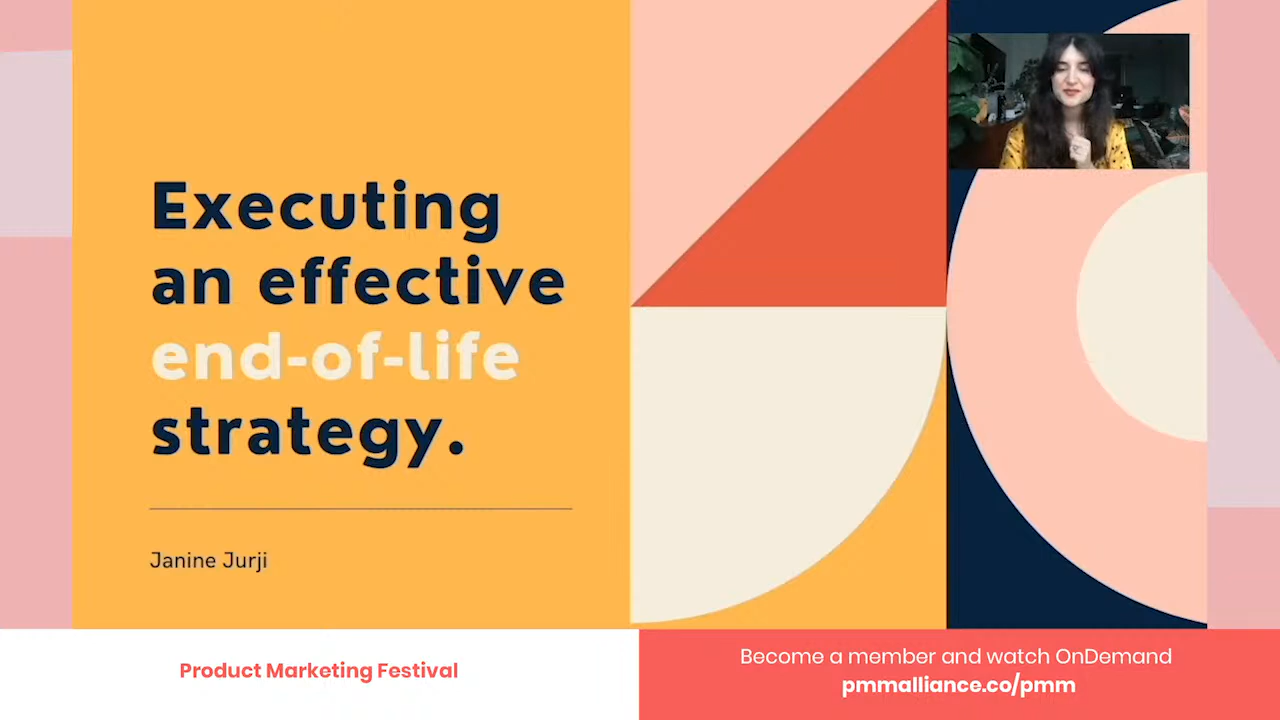 Executing
an effective
end-of-life
strategy.
Janine Jurji
Product Marketing Festival
Become a member and watch OnDemand
pmmalliance.co/pmm